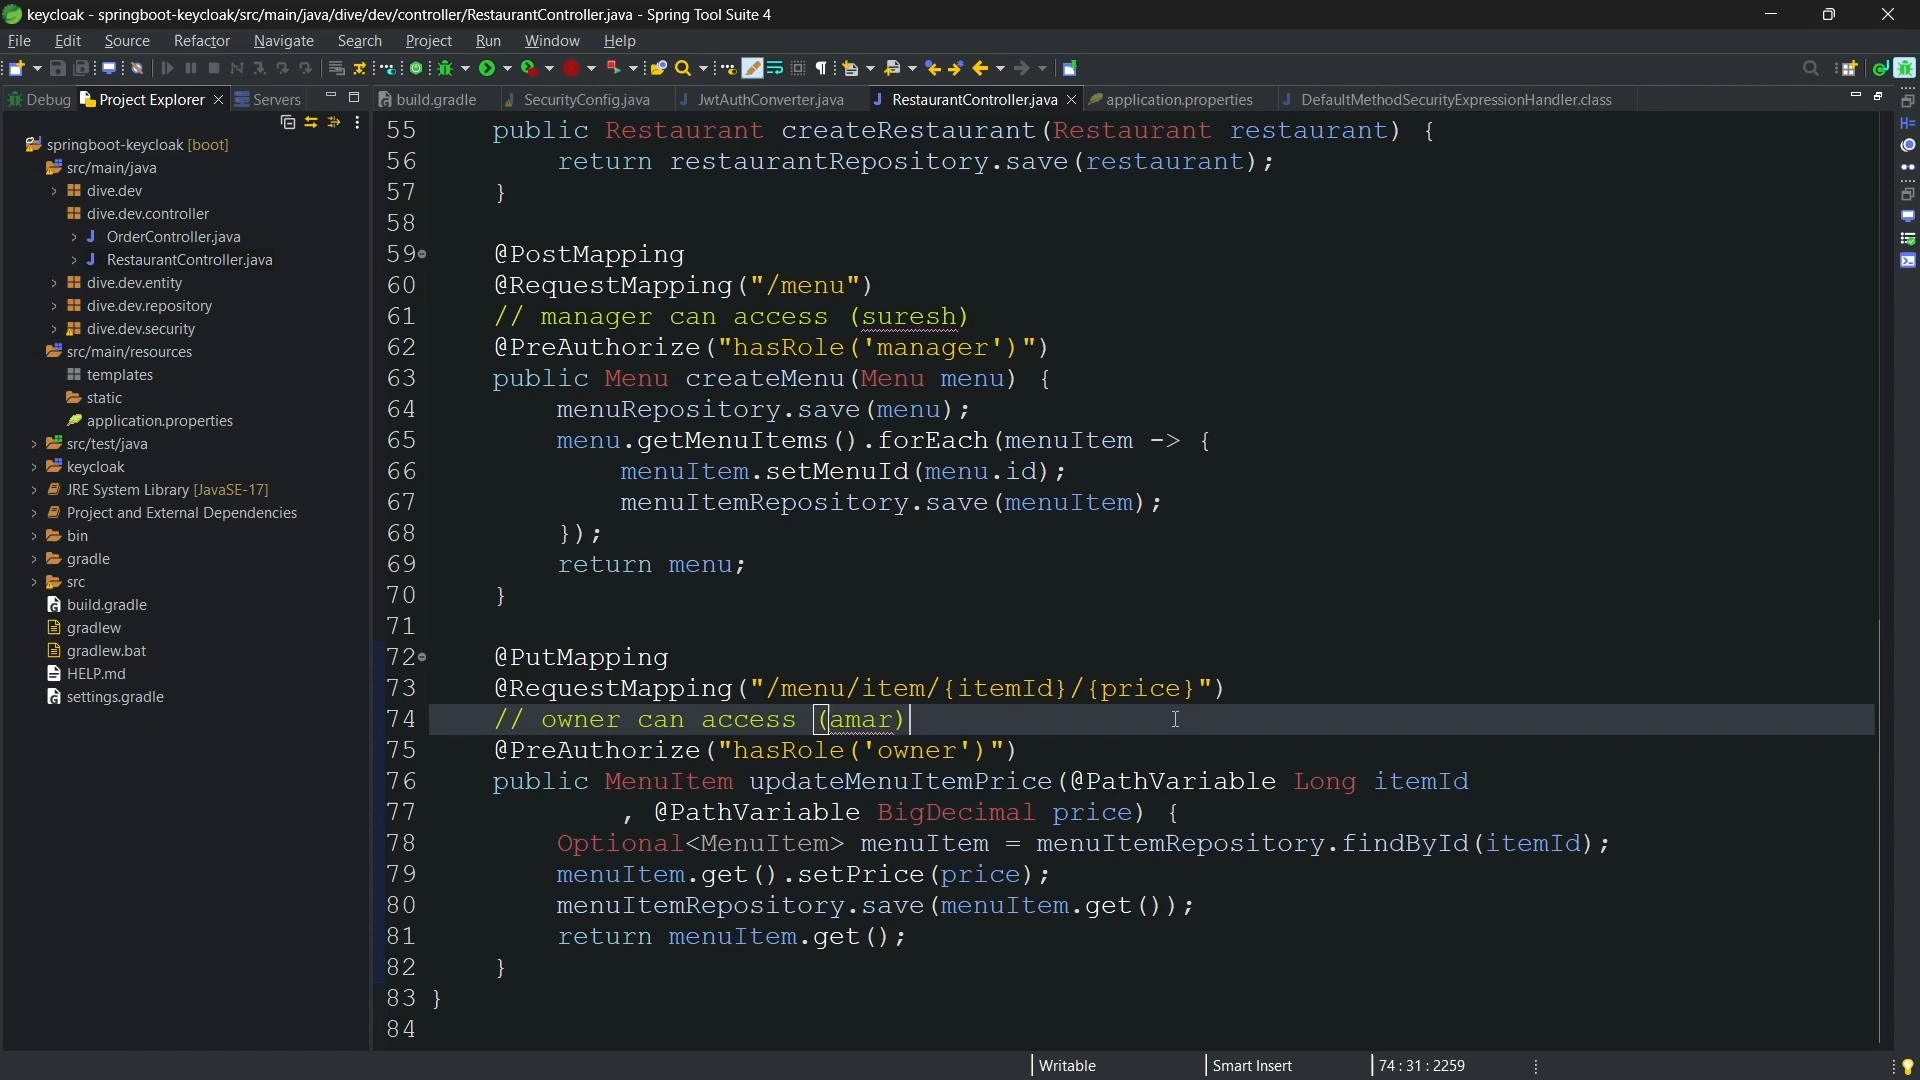 keycloak - springboot-keycloak/src/main/java/dive/dev/controller/RestaurantController.java - Spring Tool Suite 4
File Edit Source Refactor Navigate Search Project Run Window Help
Debug Project Explorer Servers build.gradle SecurityConfig.java JwtAuthConverter.java RestaurantController.java application.properties DefaultMethodSecurityExpressionHandler.class
springboot-keycloak [boot]
src/main/java
dive.dev
dive.dev.controller
OrderController.java
RestaurantController.java
dive.dev.entity
dive.dev.repository
dive.dev.security
src/main/resources
templates
static
application.properties
src/test/java
keycloak
JRE System Library [JavaSE-17]
Project and External Dependencies
bin
gradle
src
build.gradle
gradlew
gradlew.bat
HELP.md
settings.gradle
55 public Restaurant createRestaurant(Restaurant restaurant) {
56 return restaurantRepository.save(restaurant);
57 }
58
59 @PostMapping
60 @RequestMapping("/menu")
61 // manager can access (suresh)
62 @PreAuthorize("hasRole('manager')")
63 public Menu createMenu(Menu menu) {
64 menuRepository.save(menu);
65 menu.getMenuItems().forEach(menuItem -> {
66 menuItem.setMenuId(menu.id);
67 menuItemRepository.save(menuItem);
68 });
69 return menu;
70 }
71
72 @PutMapping
73 @RequestMapping("/menu/item/{itemId}/{price}")
74 // owner can access (amar)
75 @PreAuthorize("hasRole('owner')")
76 public MenuItem updateMenuItemPrice(@PathVariable Long itemId
77 , @PathVariable BigDecimal price) {
78 Optional<MenuItem> menuItem = menuItemRepository.findById(itemId);
79 menuItem.get().setPrice(price);
80 menuItemRepository.save(menuItem.get());
81 return menuItem.get();
82 }
83 }
84
Writable Smart Insert 74 : 31 : 2259